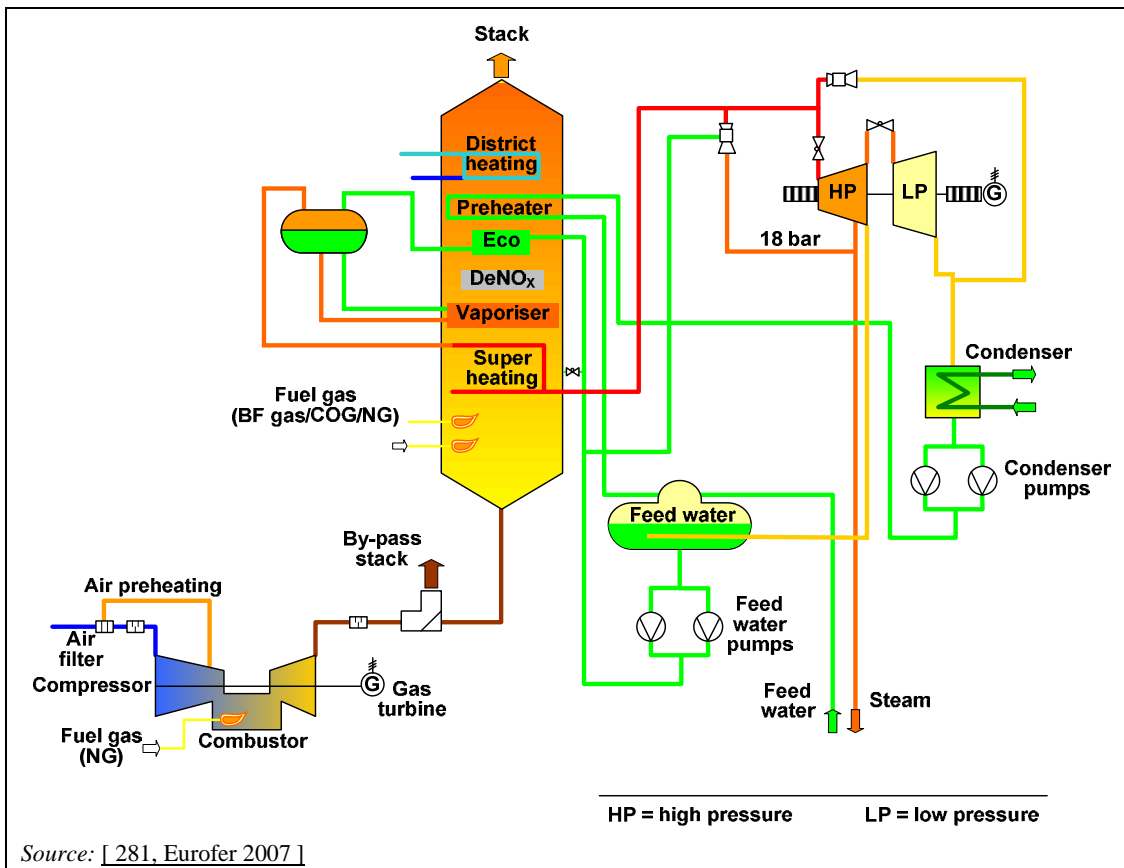 Stack
District
heating
Preheater
Eco
DeNOx
Vaporiser
Super
heating
Fuel gas
(BF gas/COG/NG)
HP
LP
G
18 bar
Condenser
Condenser
pumps
Feed water
Feed
water
pumps
By-pass
stack
Air preheating
Air
filter
Compressor
G
Gas
turbine
Fuel gas
(NG)
Combustor
Feed
water
Steam
HP = high pressure
LP = low pressure
Source: [ 281, Eurofer 2007 ]